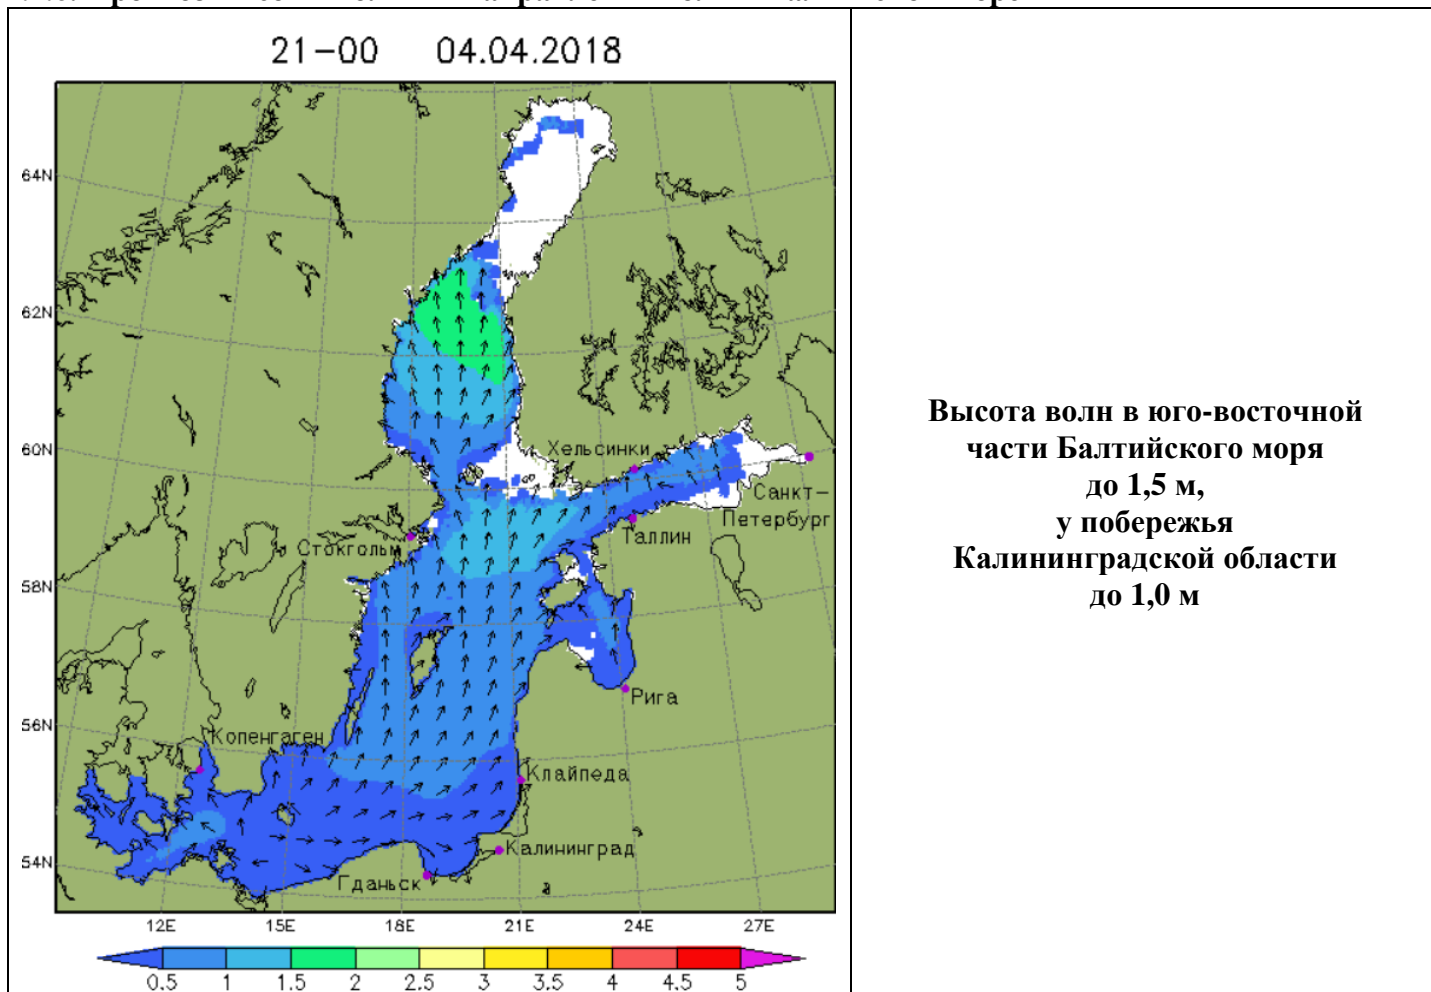 21-00 04.04.2018
64N
62N
60N
58N
56N
54N
12E 15E 18E 21E 24E 27E
Хельсинки
Санкт-
Петербург
Таллин
Стокгольм
Рига
Копенгаген
Клайпеда
Калининград
Гданьск
0.5 1 1.5 2 2.5 3 3.5 4 4.5 5
Высота волн в юго-восточной
части Балтийского моря
до 1,5 м,
у побережья
Калининградской области
до 1,0 м